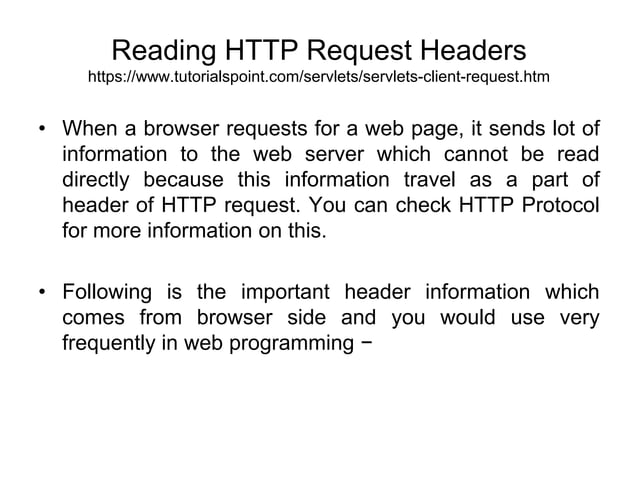 Reading HTTP Request Headers
https://www.tutorialspoint.com/servlets/servlets-client-request.htm
• When a browser requests for a web page, it sends lot of
information to the web server which cannot be read
directly because this information travel as a part of
header of HTTP request. You can check HTTP Protocol
for more information on this.
• Following is the important header information which
comes from browser side and you would use very
frequently in web programming −